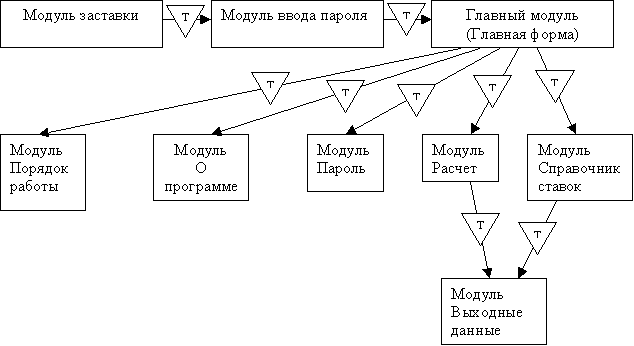 Модуль заставки
т
Модуль ввода пароля
т
Главный модуль
(Главная форма)
т
т
т
т
т
Модуль
Порядок
работы
Модуль
О
программе
Модуль
Пароль
Модуль
Расчет
Модуль
Справочник
ставок
т
т
Модуль
Выходные
данные